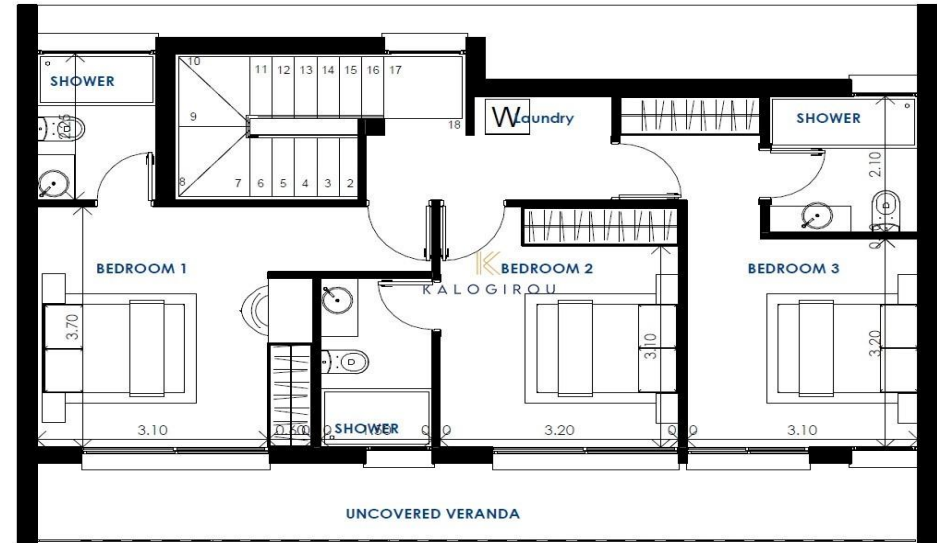 10
11
12
13
14
15
16
17
SHOWER
9
18
W
Laundry
SHOWER
8
7
6
5
4
3
2
2.10
BEDROOM 1
BEDROOM 2
BEDROOM 3
KALOGIROU
3.70
3.10
3.20
SHOWER
3.10
3.20
3.10
UNCOVERED VERANDA